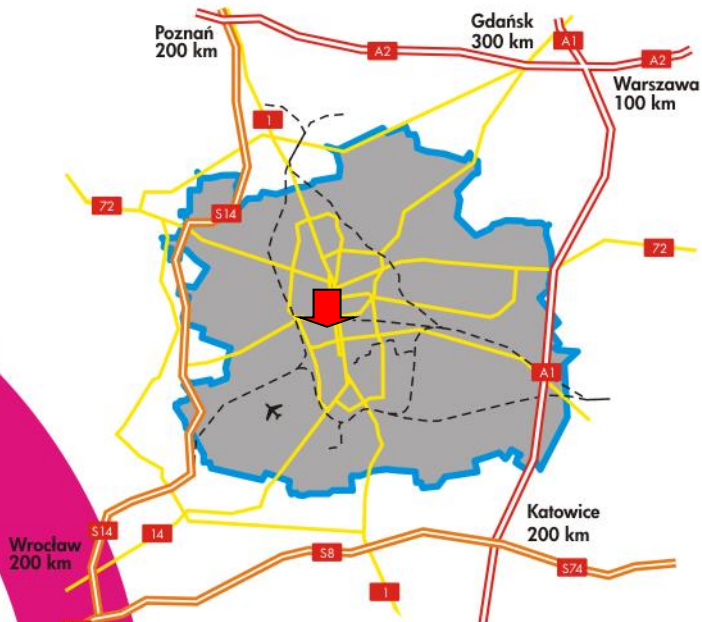 Poznań
200 km
Gdańsk
300 km
A1
A2
A2
Warszawa
100 km
1
72
S14
72
A1
Katowice
200 km
S14
14
Wrocław
200 km
S8
S74
1